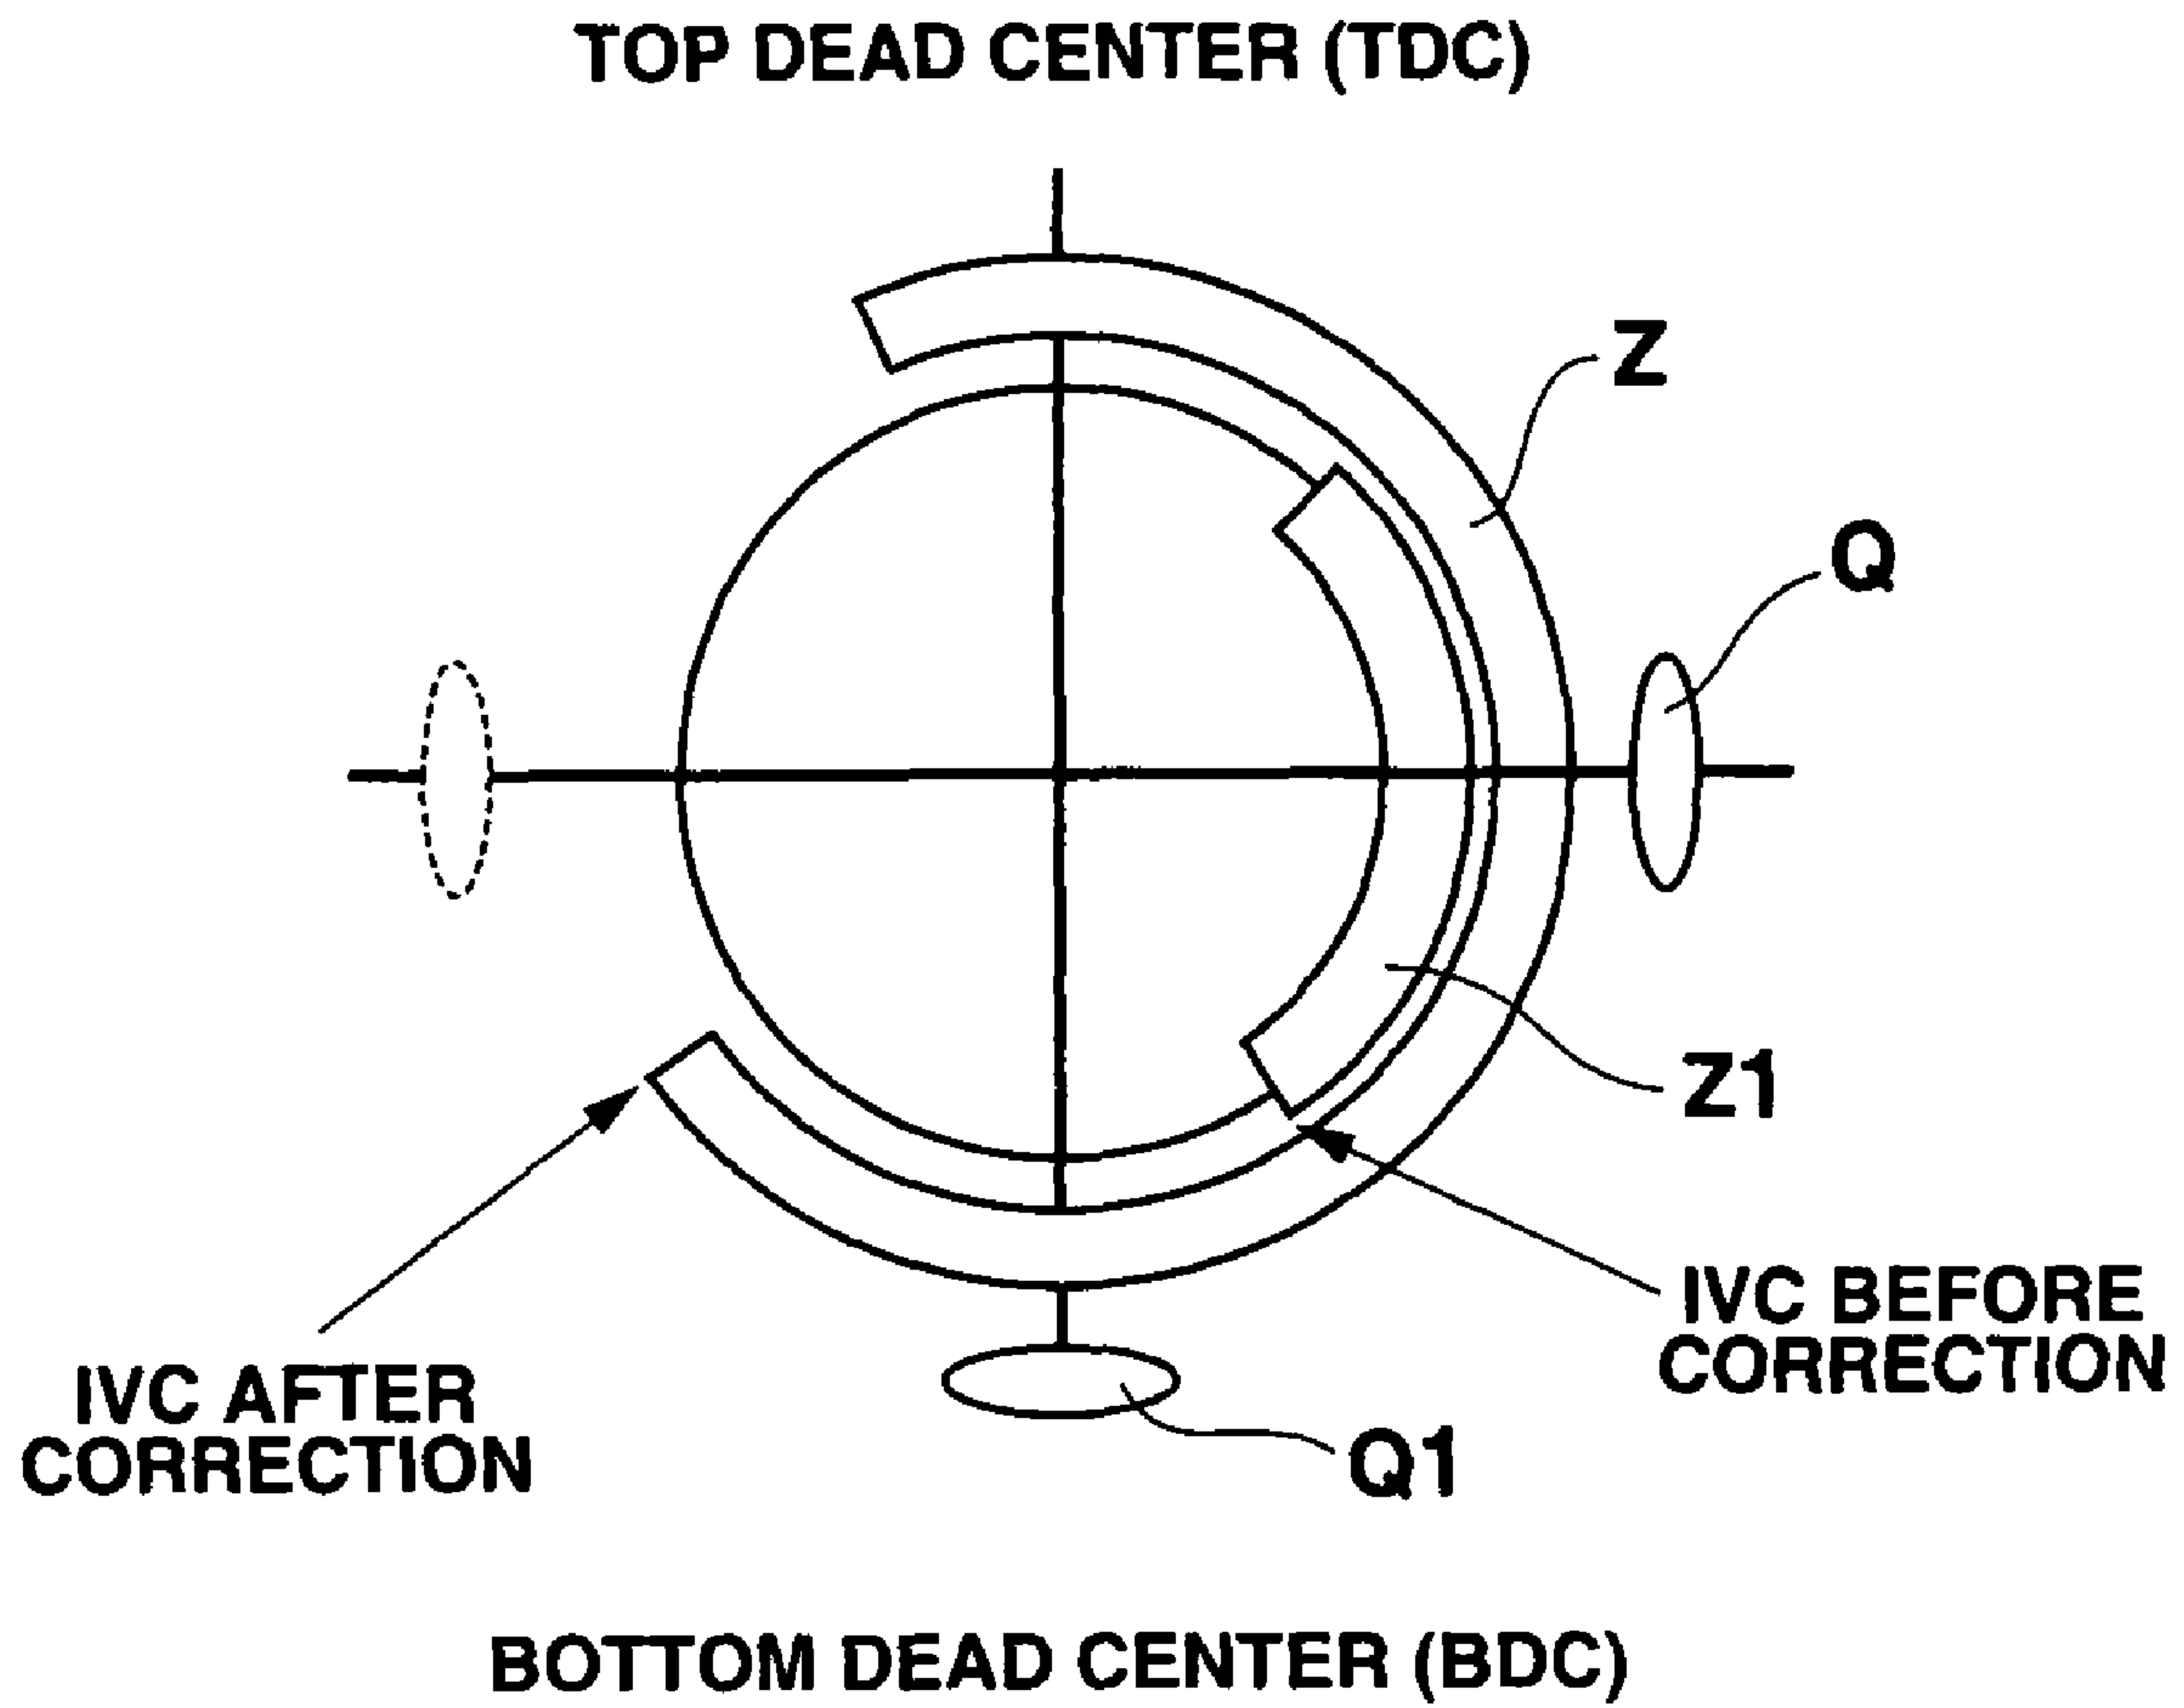 TOP DEAD CENTER (TDC)
Z
Q
Z1
IVC BEFORE
CORRECTION
IVC AFTER
CORRECTION
Q1
BOTTOM DEAD CENTER (BDC)